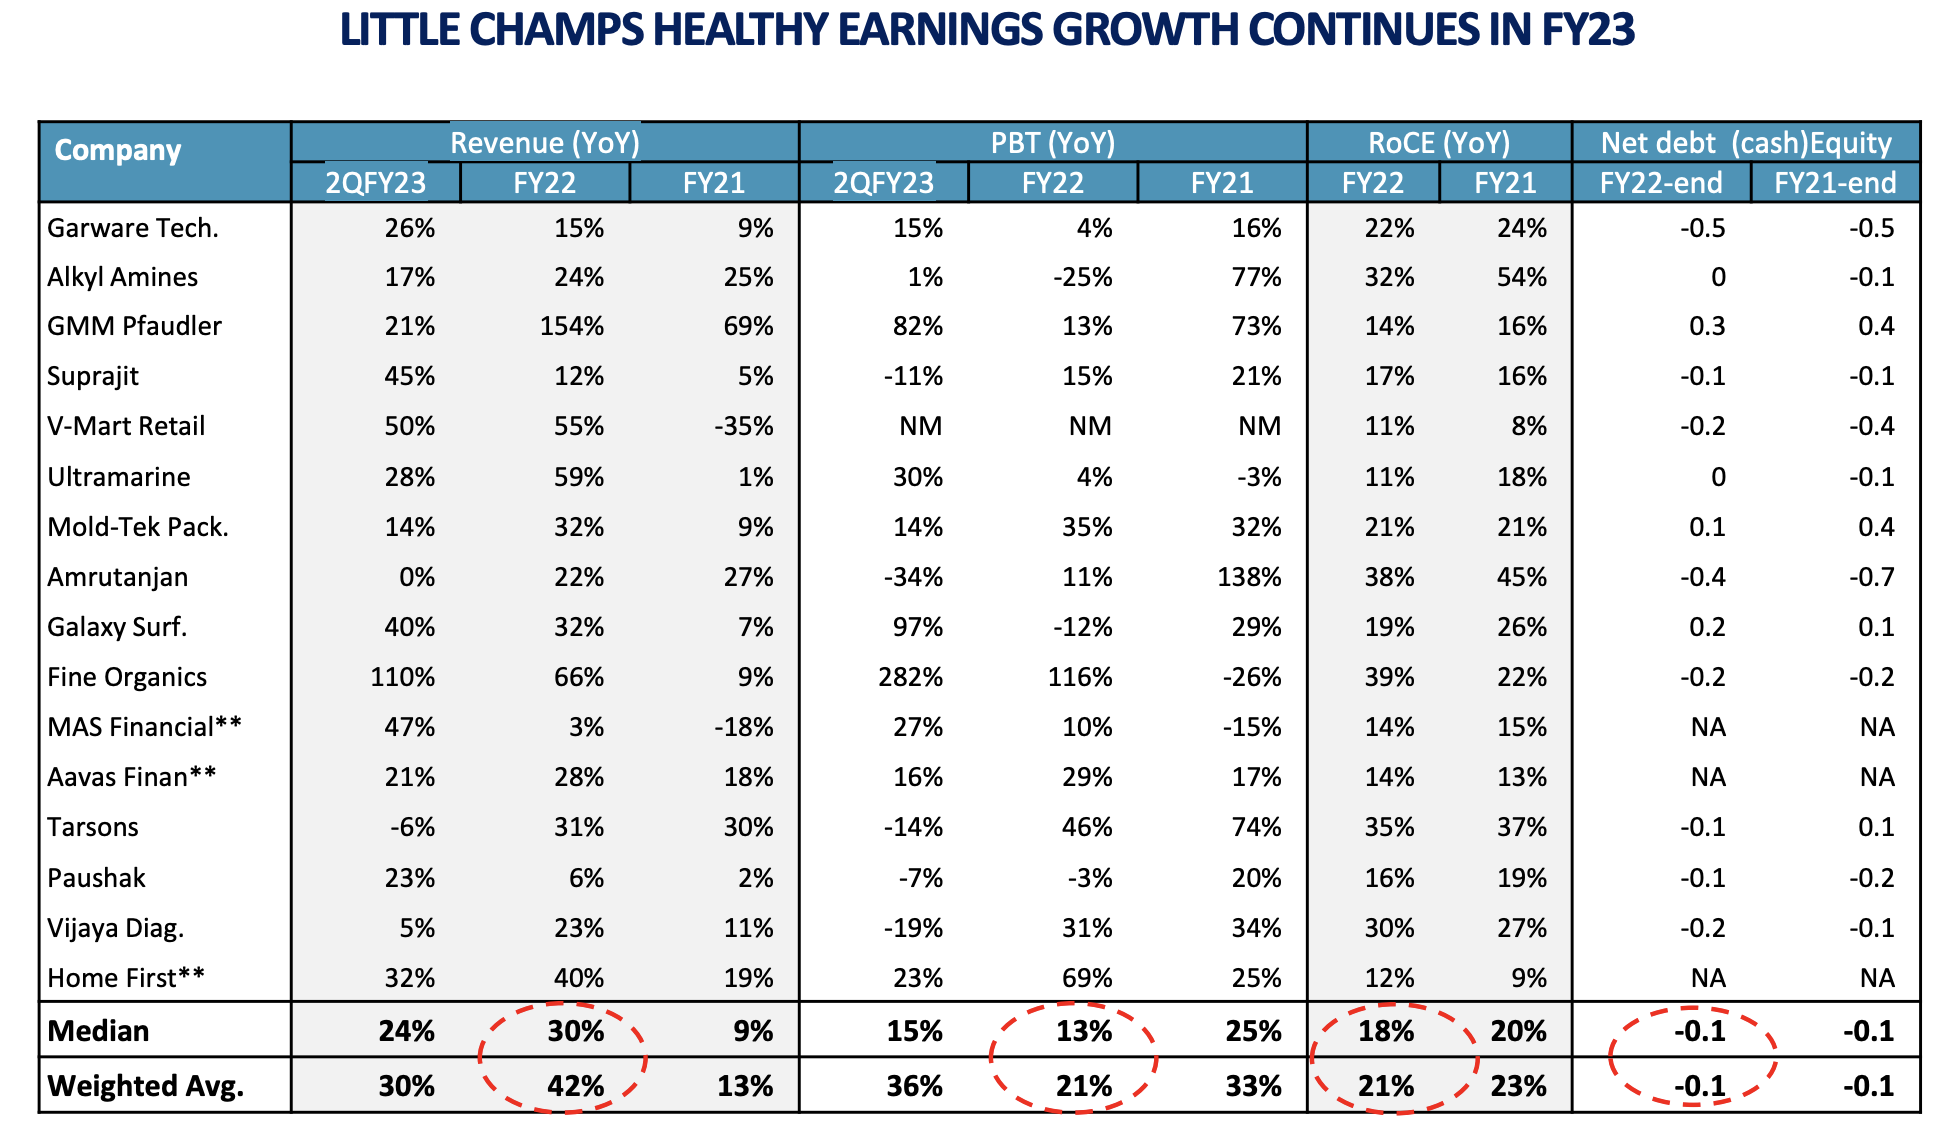 LITTLE CHAMPS HEALTHY EARNINGS GROWTH CONTINUES IN FY23
Company Revenue (YoY) PBT (YoY) RoCE (YoY) Net debt (cash)Equity
2QFY23 FY22 FY21 2QFY23 FY22 FY21 FY22 FY21 FY22-end FY21-end
Garware Tech. 26% 15% 9% 15% 4% 16% 22% 24% -0.5 -0.5
Alkyl Amines 17% 24% 25% 1% -25% 77% 32% 54% 0 -0.1
GMM Pfaudler 21% 154% 69% 82% 13% 73% 14% 16% 0.3 0.4
Suprajit 45% 12% 5% -11% 15% 21% 17% 16% -0.1 -0.1
V-Mart Retail 50% 55% -35% NM NM NM 11% 8% -0.2 -0.4
Ultramarine 28% 59% 1% 30% 4% -3% 11% 18% 0 -0.1
Mold-Tek Pack. 14% 32% 9% 14% 35% 32% 21% 21% 0.1 0.4
Amrutanjan 0% 22% 27% -34% 11% 138% 38% 45% -0.4 -0.7
Galaxy Surf. 40% 32% 7% 97% -12% 29% 19% 26% 0.2 0.1
Fine Organics 110% 66% 9% 282% 116% -26% 39% 22% -0.2 -0.2
MAS Financial** 47% 3% -18% 27% 10% -15% 14% 15% NA NA
Aavas Finan** 21% 28% 18% 16% 29% 17% 14% 13% NA NA
Tarsons -6% 31% 30% -14% 46% 74% 35% 37% -0.1 0.1
Paushak 23% 6% 2% -7% -3% 20% 16% 19% -0.1 -0.2
Vijaya Diag. 5% 23% 11% -19% 31% 34% 30% 27% -0.2 -0.1
Home First** 32% 40% 19% 23% 69% 25% 12% 9% NA NA
Median 24% 30% 9% 15% 13% 25% 18% 20% -0.1 -0.1
Weighted Avg. 30% 42% 13% 36% 21% 33% 21% 23% -0.1 -0.1